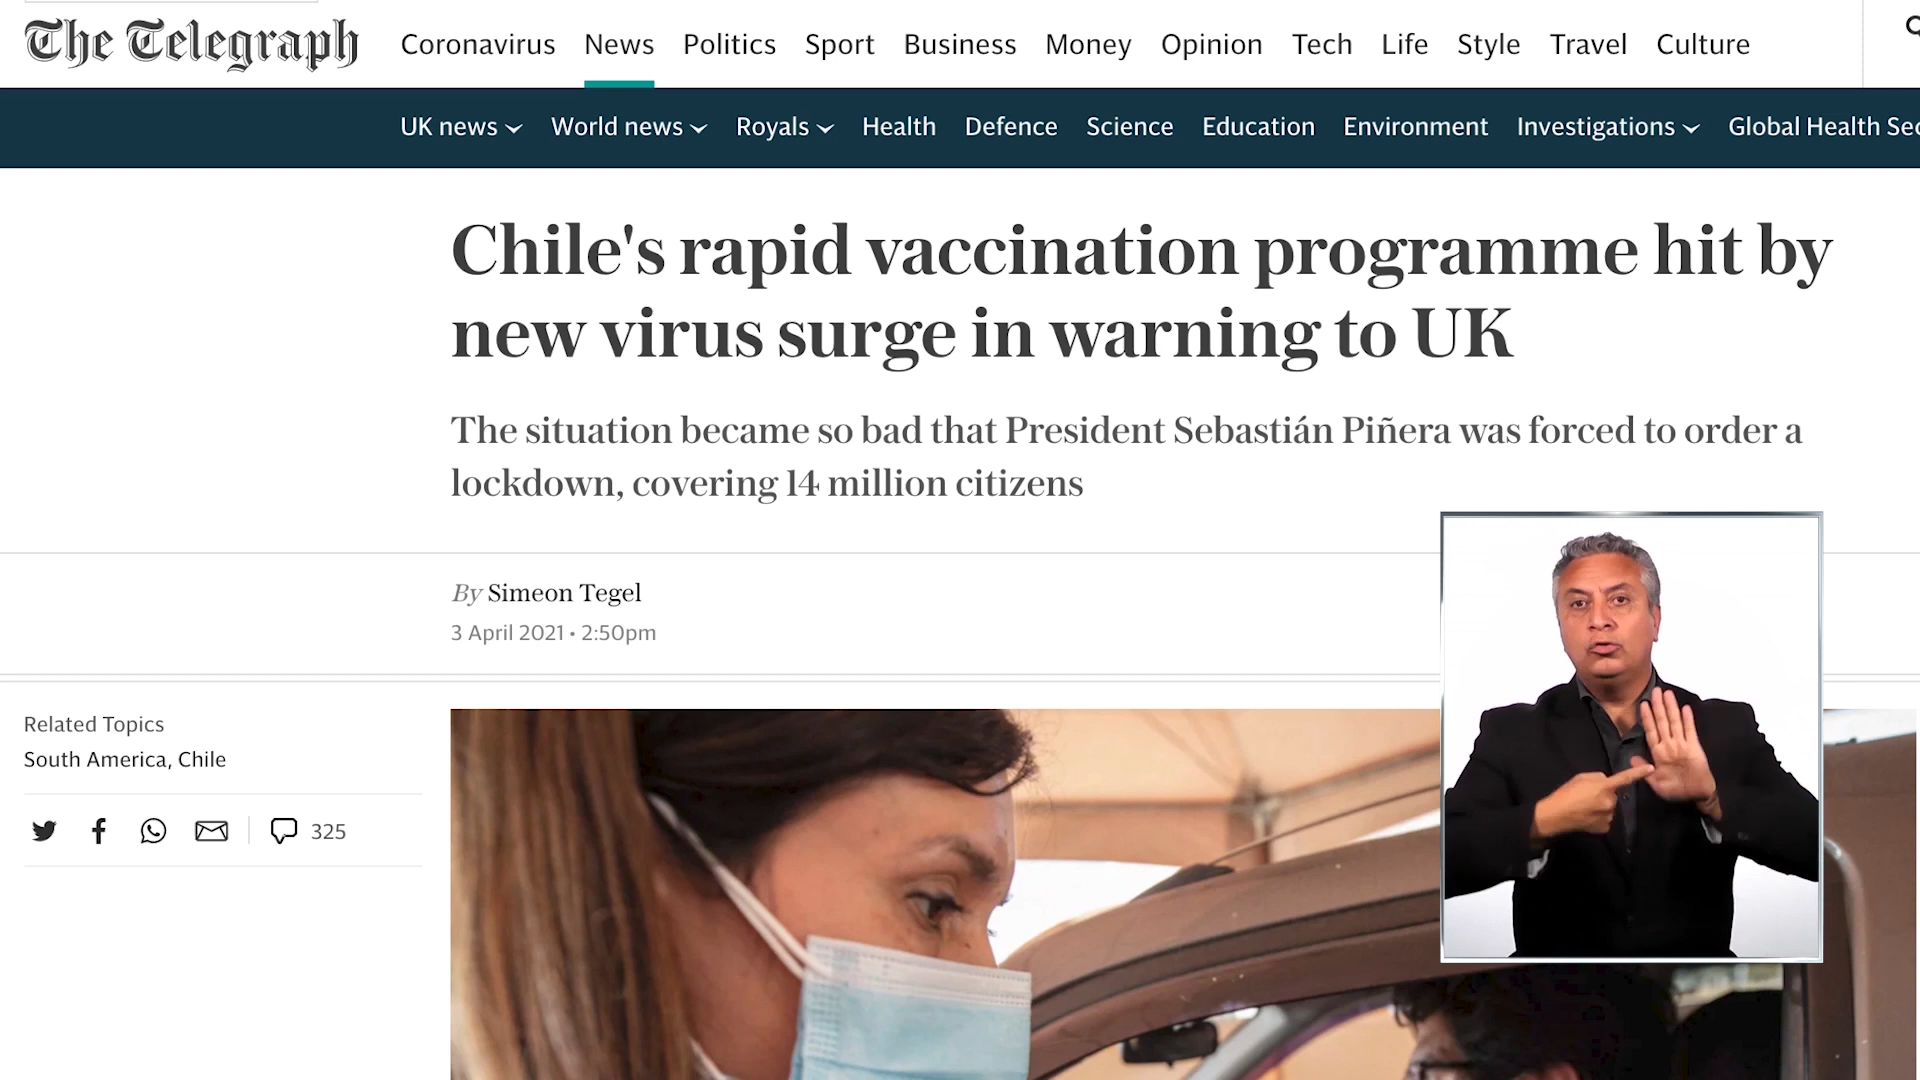 The Telegraph
Coronavirus News Politics Sport Business Money Opinion Tech Life Style Travel Culture
UK news World news Royals Health Defence Science Education Environment Investigations Global Health
Chile's rapid vaccination programme hit by
new virus surge in warning to UK
The situation became so bad that President Sebastián Piñera was forced to order a
lockdown, covering 14 million citizens
By Simeon Tegel
3 April 2021 • 2:50pm
Related Topics
South America, Chile
325